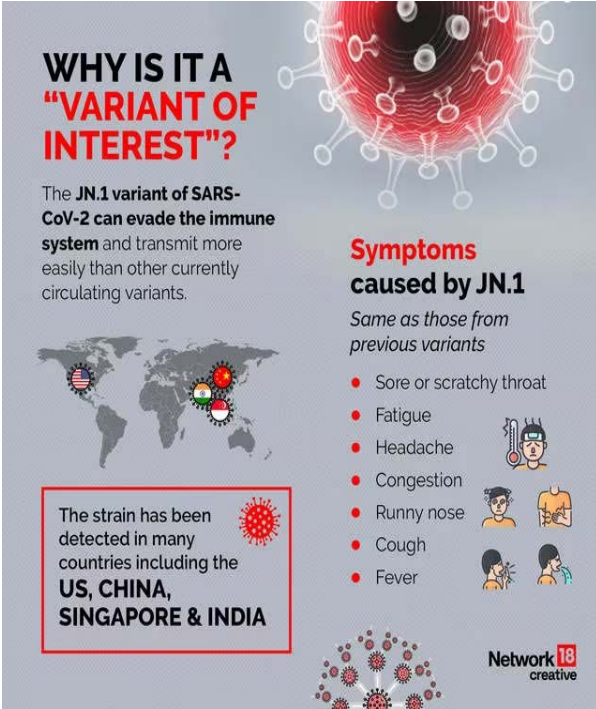 WHY IS IT A
“VARIANT OF
INTEREST”?
The JN.1 variant of SARS-
CoV-2 can evade the immune
system and transmit more
easily than other currently
circulating variants.
The strain has been
detected in many
countries including the
US, CHINA,
SINGAPORE & INDIA
Symptoms
caused by JN.1
Same as those from
previous variants
Sore or scratchy throat
Fatigue
Headache
Congestion
Runny nose
Cough
Fever
Network 18
creative